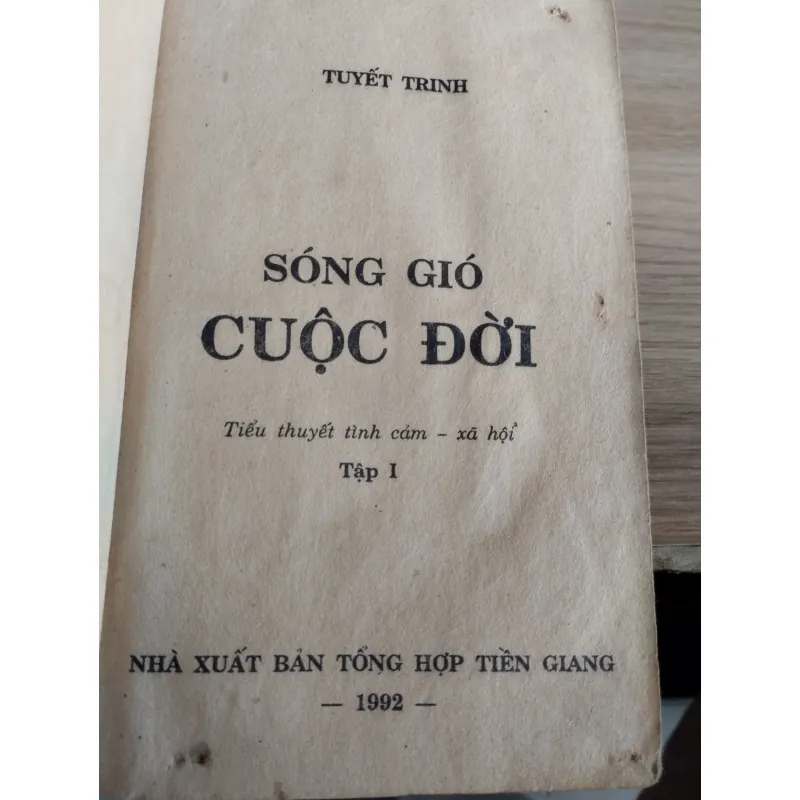 TUYẾT TRINH
SÓNG GIÓ
CUỘC ĐỜI
Tiểu thuyết tình cảm – xã hội
Tập I
NHÀ XUẤT BẢN TỔNG HỢP TIỀN GIANG
— 1992 —